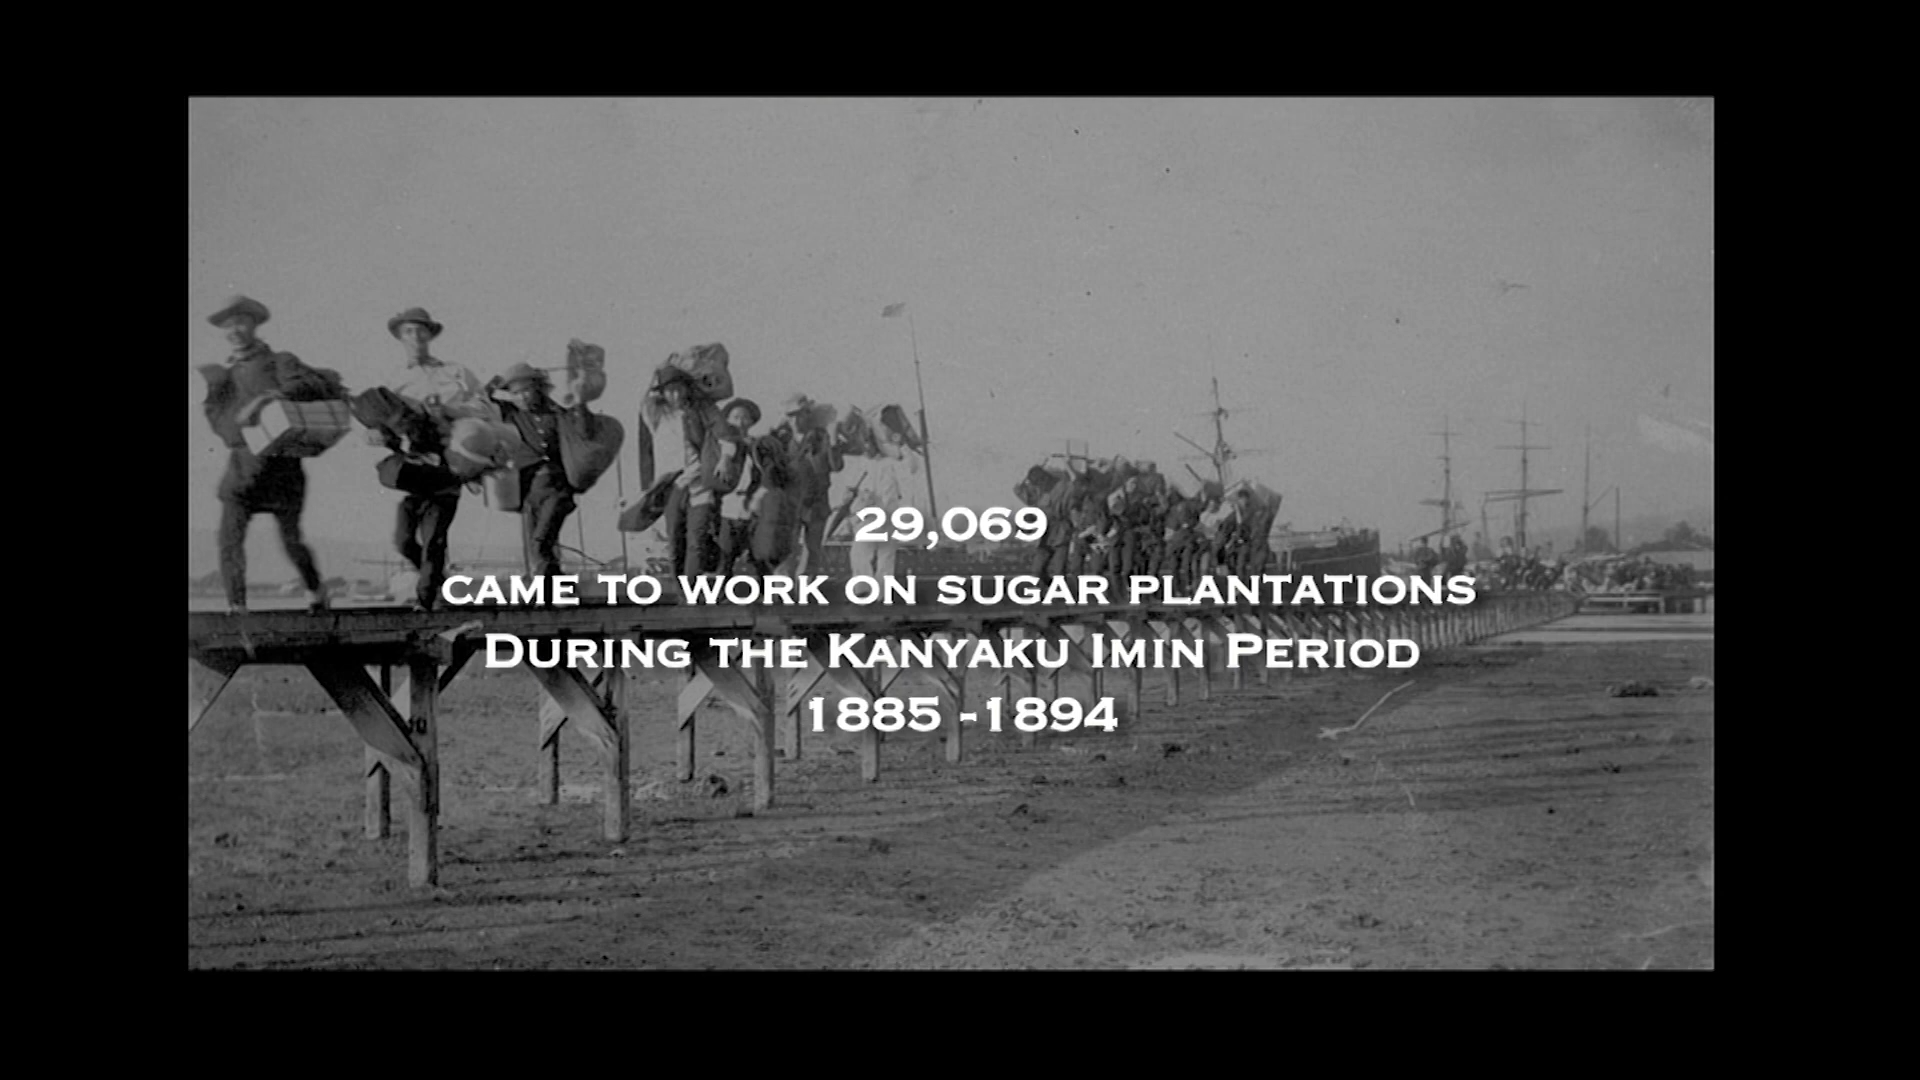 29,069
CAME TO WORK ON SUGAR PLANTATIONS
DURING THE KANYAKU IMIN PERIOD
1885 -1894